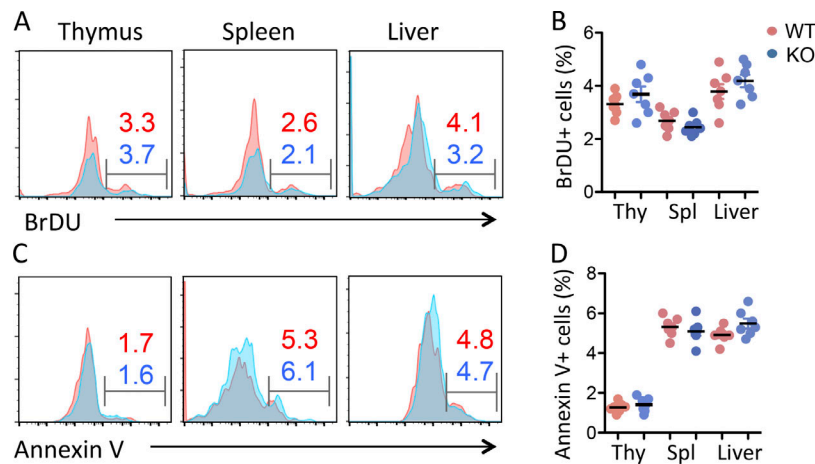 A
Thymus
Spleen
Liver
3.3
3.7
2.6
2.1
4.1
3.2
BrDU
B
BrDU+ cells (%)
6
4
2
0
Thy
Spl
Liver
WT
KO
C
1.7
1.6
5.3
6.1
4.8
4.7
Annexin V
D
Annexin V+ cells (%)
8
6
4
2
0
Thy
Spl
Liver